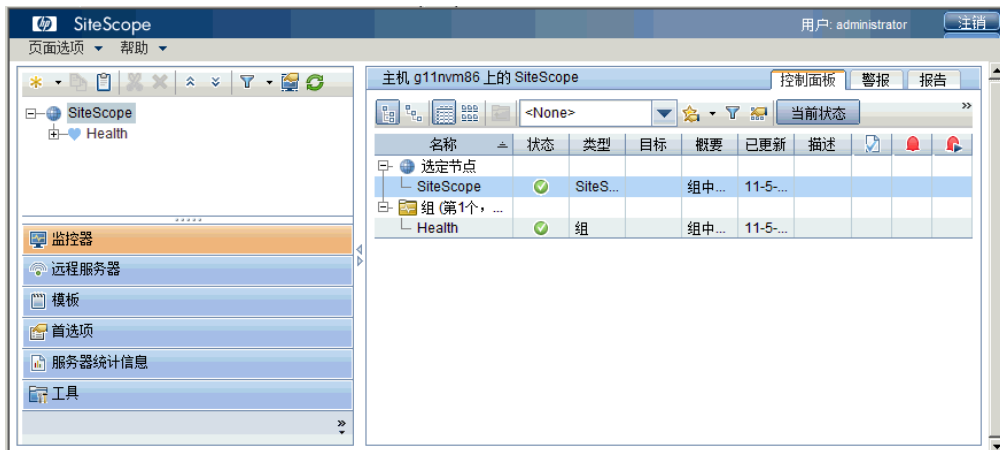 hp SiteScope 用户: administrator 注销
页面选项 帮助
SiteScope
Health
监控器
远程服务器
模板
首选项
服务器统计信息
工具
主机 g11nvm86 上的 SiteScope 控制面板 警报 报告
<None> 当前状态
名称 状态 类型 目标 概要 已更新 描述
选定节点
SiteScope SiteS... 组中... 11-5-...
组 (第1个，...
Health 组 组中... 11-5-...